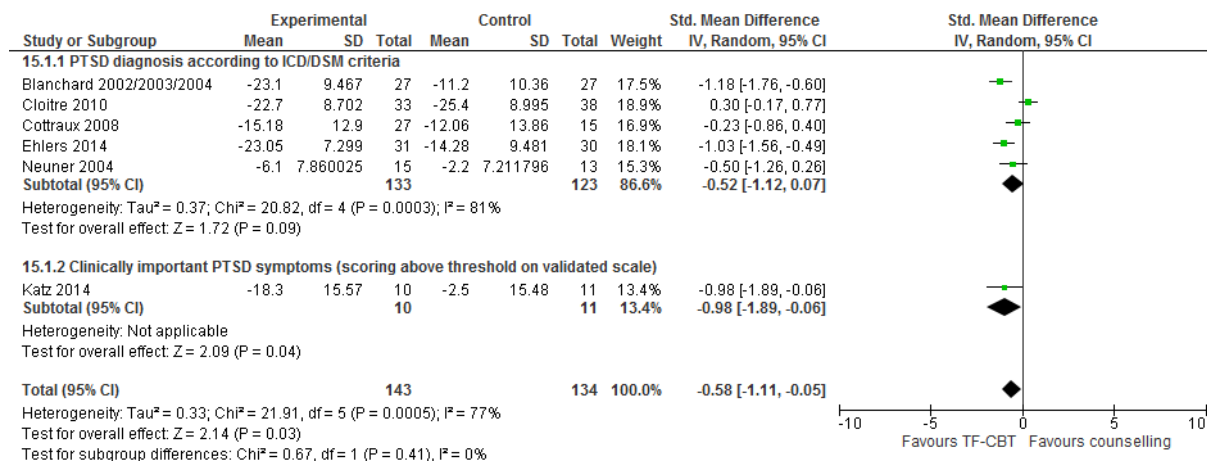 Experimental Control Std. Mean Difference Std. Mean Difference
Study or Subgroup Mean SD Total Mean SD Total Weight IV, Random, 95% CI IV, Random, 95% CI
15.1.1 PTSD diagnosis according to ICD/DSM criteria
Blanchard 2002/2003/2004 -23.1 9.467 27 -11.2 10.36 27 17.5% -1.18 [-1.76, -0.60]
Cloitre 2010 -22.7 8.702 33 -25.4 8.995 38 18.9% 0.30 [-0.17, 0.77]
Cottraux 2008 -15.18 12.9 27 -12.06 13.86 15 16.9% -0.23 [-0.86, 0.40]
Ehlers 2014 -23.05 7.299 31 -14.28 9.481 30 18.1% -1.03 [-1.56, -0.49]
Neuner 2004 -6.1 7.860025 15 -2.2 7.211796 13 15.3% -0.50 [-1.26, 0.26]
Subtotal (95% CI) 133 123 86.6% -0.52 [-1.12, 0.07]
Heterogeneity: Tau² = 0.37; Chi² = 20.82, df = 4 (P = 0.0003); I² = 81%
Test for overall effect: Z = 1.72 (P = 0.09)
15.1.2 Clinically important PTSD symptoms (scoring above threshold on validated scale)
Katz 2014 -18.3 15.57 10 -2.5 15.48 11 13.4% -0.98 [-1.89, -0.06]
Subtotal (95% CI) 10 11 13.4% -0.98 [-1.89, -0.06]
Heterogeneity: Not applicable
Test for overall effect: Z = 2.09 (P = 0.04)
Total (95% CI) 143 134 100.0% -0.58 [-1.11, -0.05]
Heterogeneity: Tau² = 0.33; Chi² = 21.91, df = 5 (P = 0.0005); I² = 77%
Test for overall effect: Z = 2.14 (P = 0.03)
Test for subgroup differences: Chi² = 0.67, df = 1 (P = 0.41), I² = 0%
-10 -5 0 5 10
Favours TF-CBT Favours counselling